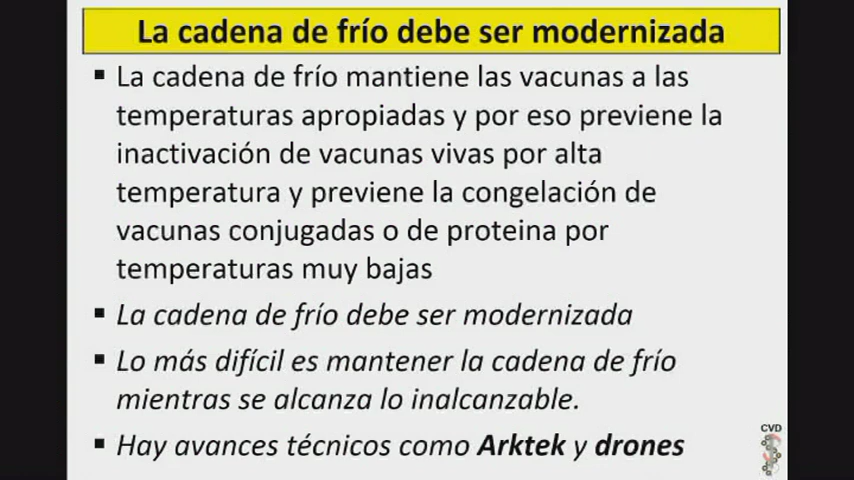 La cadena de frío debe ser modernizada
▪ La cadena de frío mantiene las vacunas a las
temperaturas apropiadas y por eso previene la
inactivación de vacunas vivas por alta
temperatura y previene la congelación de
vacunas conjugadas o de proteina por
temperaturas muy bajas
▪ La cadena de frío debe ser modernizada
▪ Lo más difícil es mantener la cadena de frío
mientras se alcanza lo inalcanzable.
▪ Hay avances técnicos como Arktek y drones
CVD